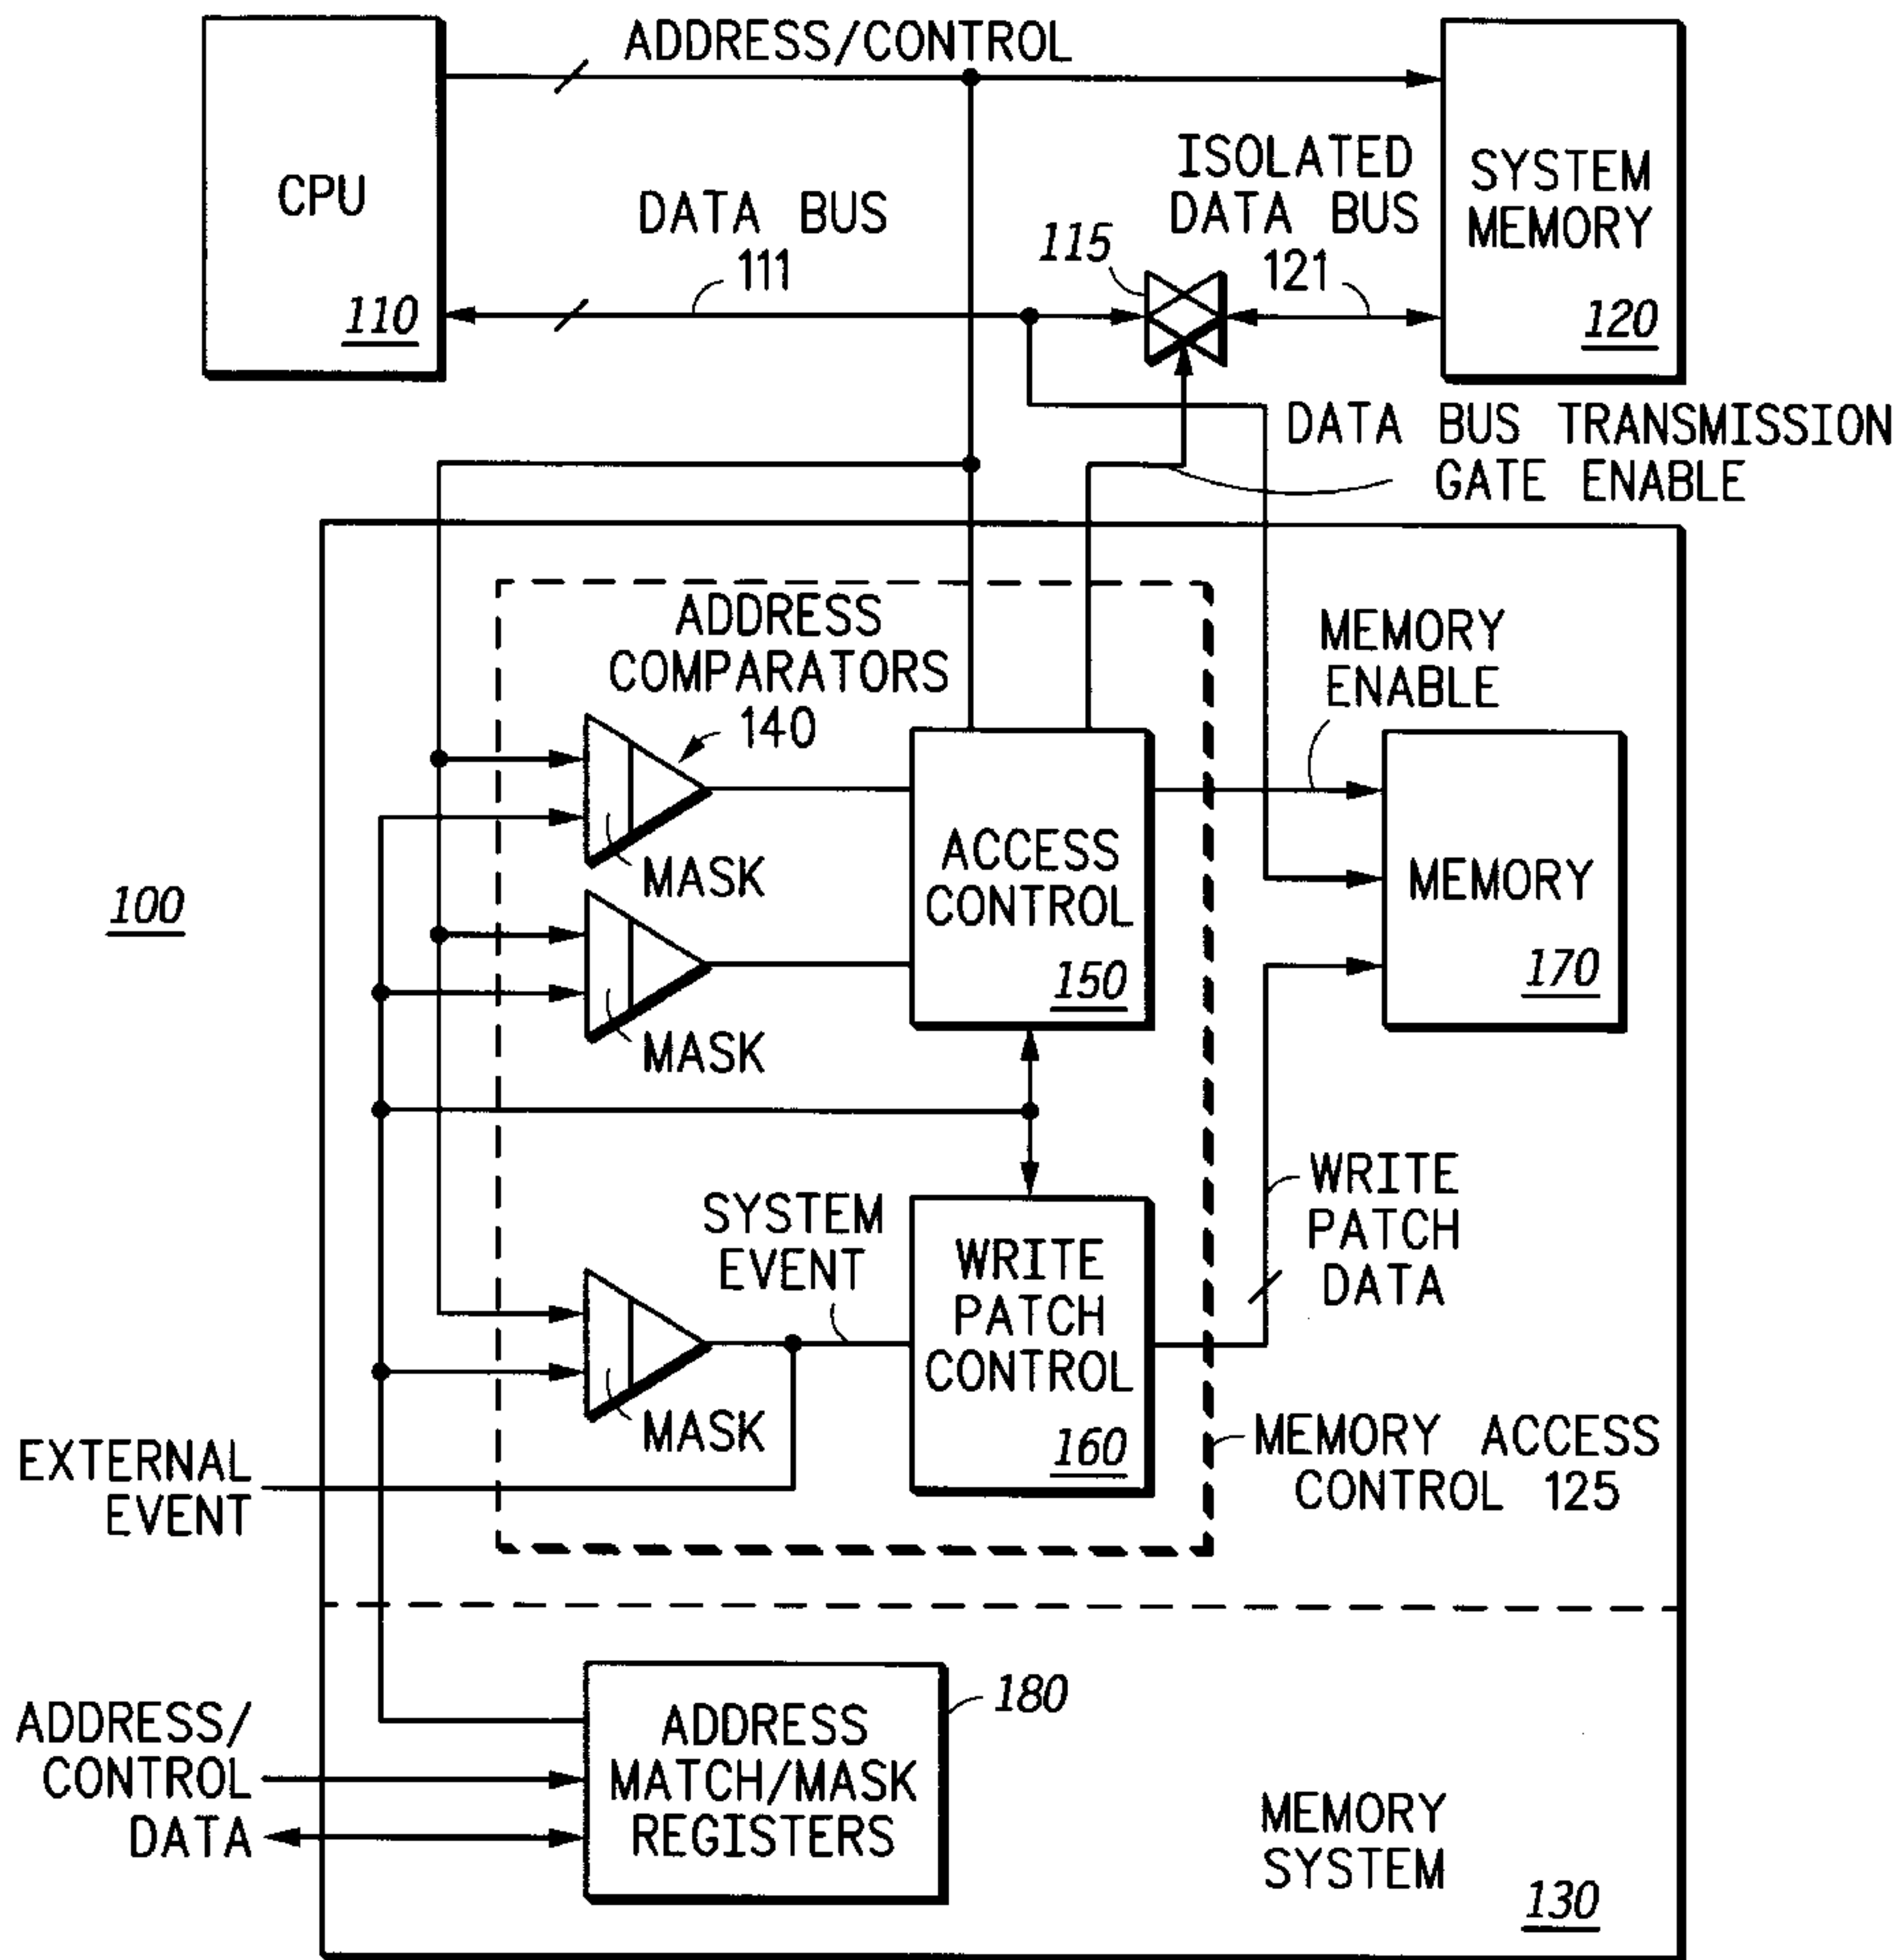 ADDRESS/CONTROL
CPU
110
DATA BUS
111
115
ISOLATED
DATA BUS
121
SYSTEM
MEMORY
120
DATA BUS TRANSMISSION
GATE ENABLE
100
ADDRESS
COMPARATORS
140
MASK
MASK
ACCESS
CONTROL
150
MEMORY
ENABLE
MEMORY
170
SYSTEM
EVENT
MASK
WRITE
PATCH
CONTROL
160
WRITE
PATCH
DATA
MEMORY ACCESS
CONTROL 125
EXTERNAL
EVENT
ADDRESS/
CONTROL
DATA
ADDRESS
MATCH/MASK
REGISTERS
180
MEMORY
SYSTEM
130